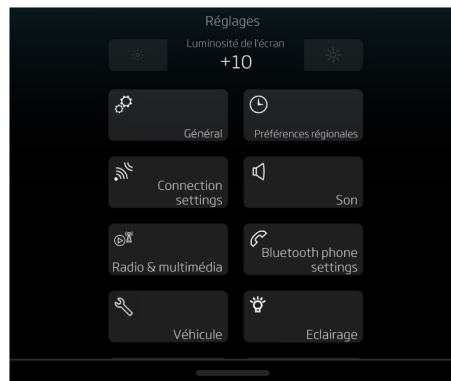 Réglages
Luminosité de l'écran
+10
Général
Préférences régionales
Connection
settings
Son
Radio & multimédia
Bluetooth phone
settings
Véhicule
Eclairage